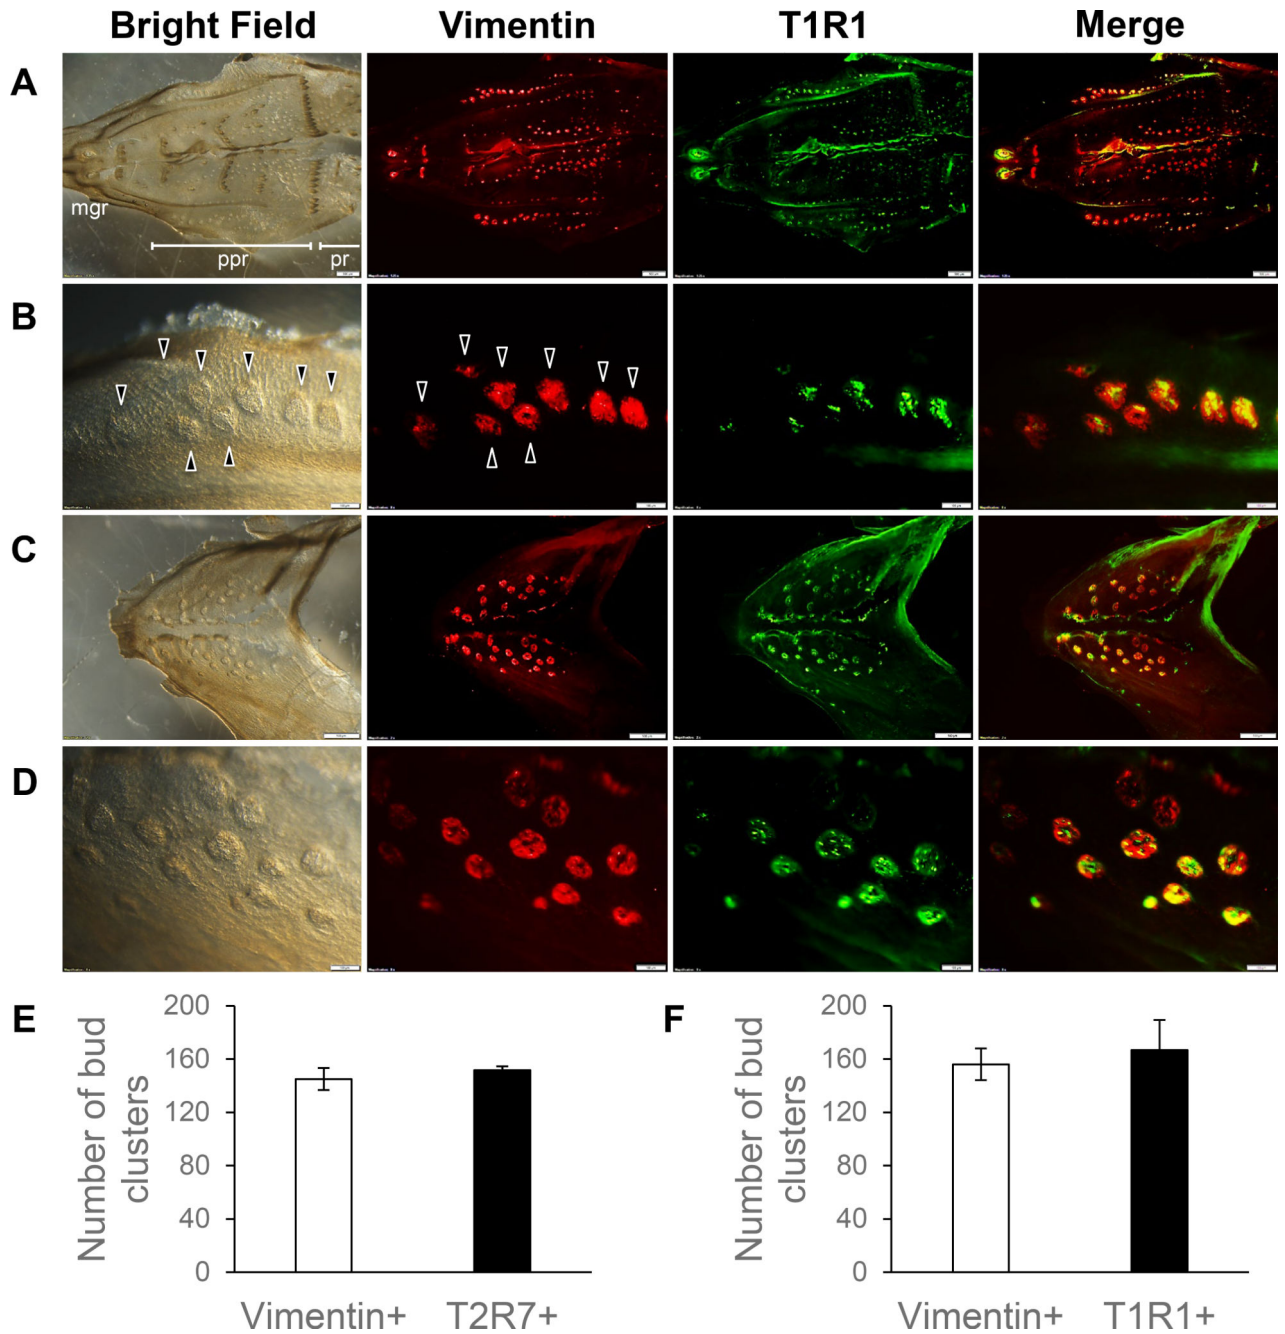 Bright Field Vimentin T1R1 Merge
A
mgr
ppr pr
B
C
D
E F
200 200
160 160
120 120
80 80
40 40
0 0
Number of bud
clusters
Number of bud
clusters
Vimentin+ T2R7+ Vimentin+ T1R1+